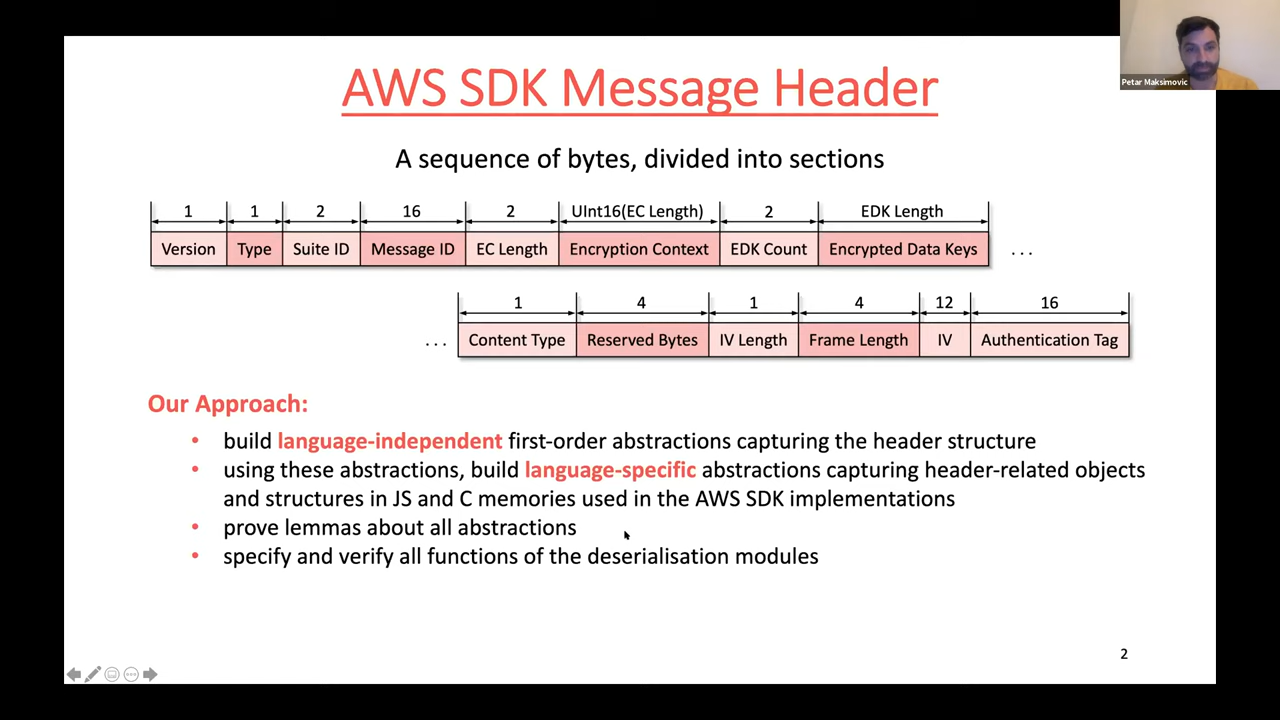 Petar Maksimovic
AWS SDK Message Header
A sequence of bytes, divided into sections
1 1 2 16 2 UInt16(EC Length) 2 EDK Length
Version Type Suite ID Message ID EC Length Encryption Context EDK Count Encrypted Data Keys ...
1 4 1 4 12 16
... Content Type Reserved Bytes IV Length Frame Length IV Authentication Tag
Our Approach:
• build language-independent first-order abstractions capturing the header structure
• using these abstractions, build language-specific abstractions capturing header-related objects
and structures in JS and C memories used in the AWS SDK implementations
• prove lemmas about all abstractions
• specify and verify all functions of the deserialisation modules
2